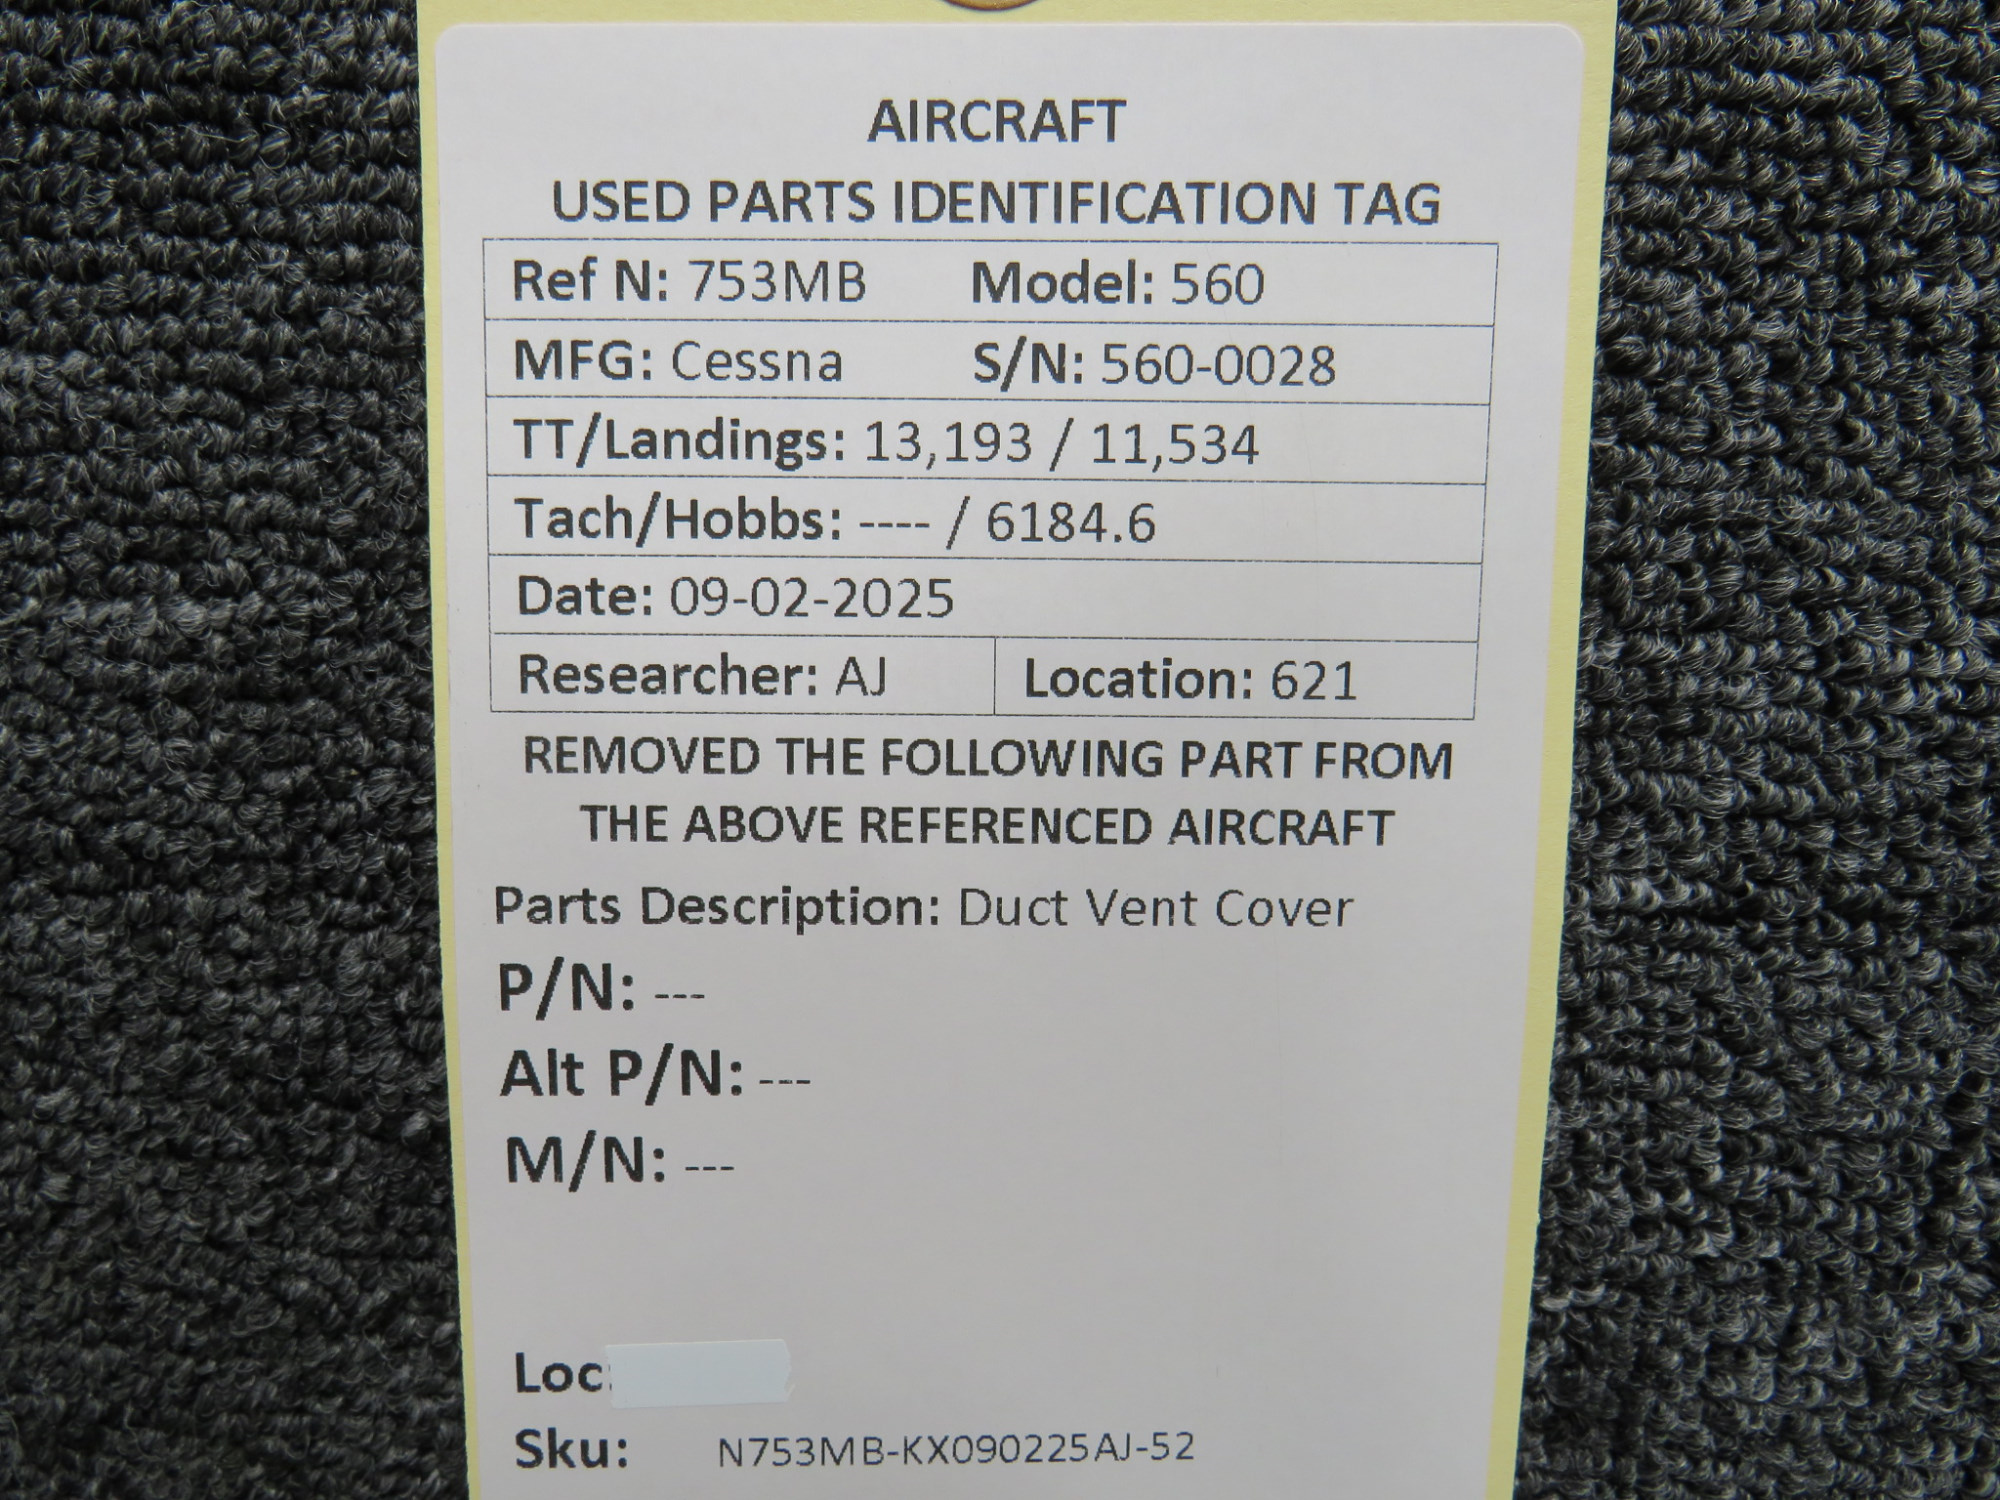 AIRCRAFT
USED PARTS IDENTIFICATION TAG
Ref N: 753MB Model: 560
MFG: Cessna S/N: 560-0028
TT/Landings: 13,193 / 11,534
Tach/Hobbs: ---- / 6184.6
Date: 09-02-2025
Researcher: AJ Location: 621
REMOVED THE FOLLOWING PART FROM
THE ABOVE REFERENCED AIRCRAFT
Parts Description: Duct Vent Cover
P/N: ---
Alt P/N: ---
M/N: ---
Loc:
Sku: N753MB-KX090225AJ-52